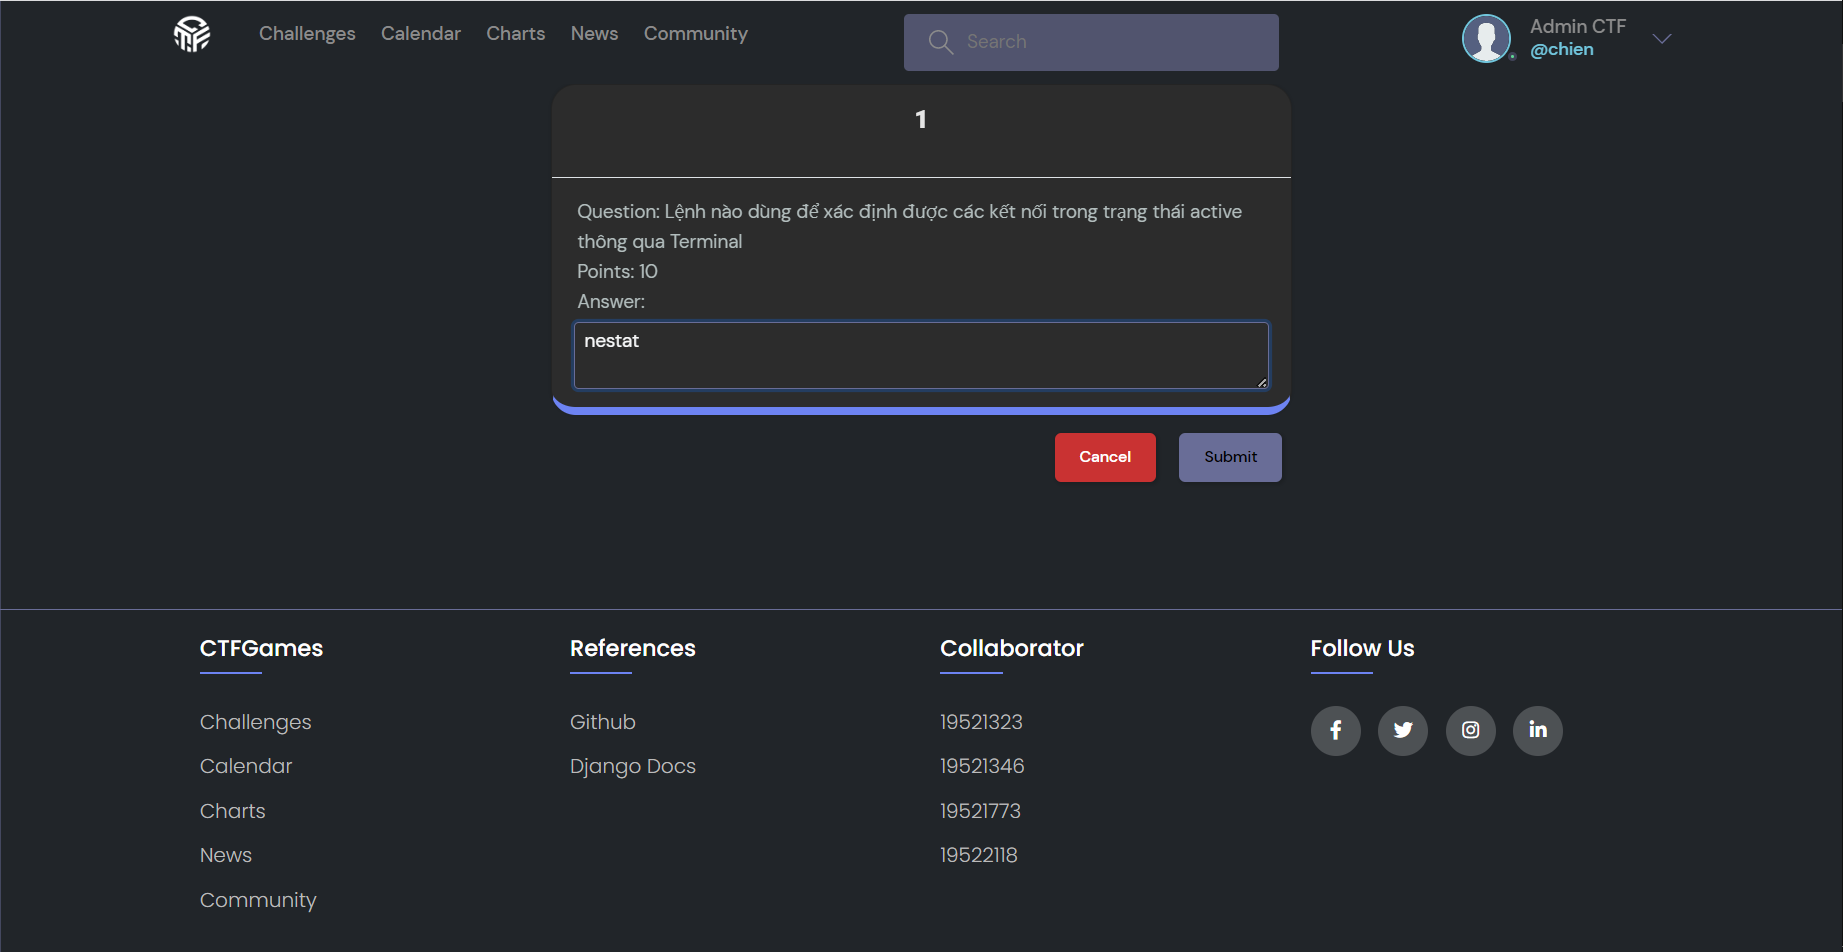 Challenges Calendar Charts News Community Search Admin CTF
@chien
1
Question: Lệnh nào dùng để xác định được các kết nối trong trạng thái active
thông qua Terminal
Points: 10
Answer:
nestat
Cancel Submit
CTFGames
Challenges
Calendar
Charts
News
Community
References
Github
Django Docs
Collaborator
19521323
19521346
19521773
19522118
Follow Us